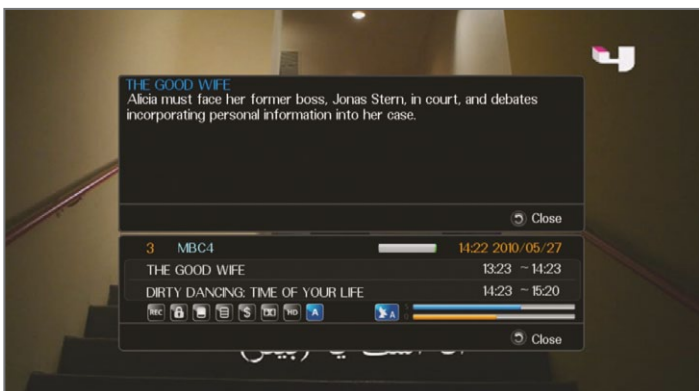 THE GOOD WIFE
Alicia must face her former boss, Jonas Stern, in court, and debates
incorporating personal information into her case.
Close
3 MBC4 14:22 2010/05/27
THE GOOD WIFE 13:23 ~ 14:23
DIRTY DANCING: TIME OF YOUR LIFE 14:23 ~ 15:20
REC $ HD A A
Close